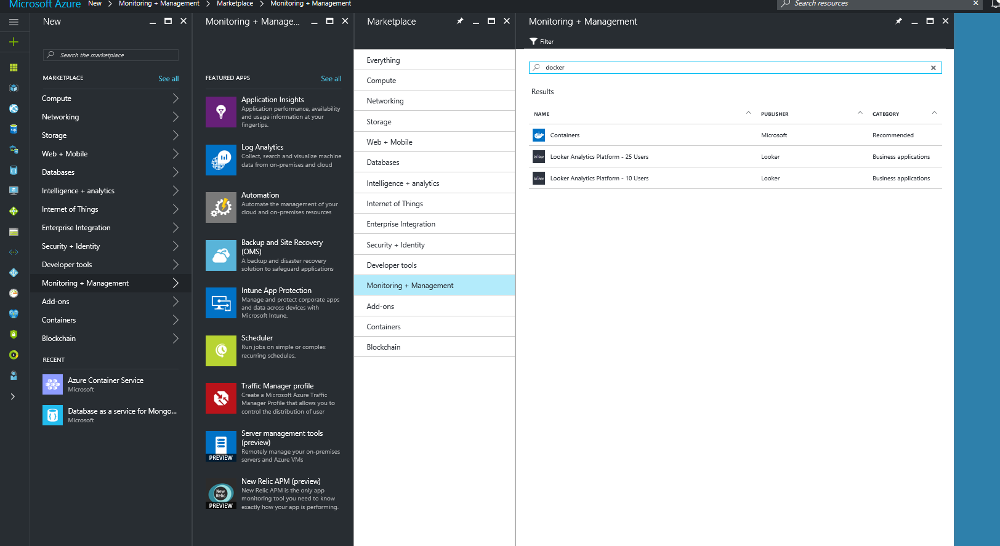 Microsoft Azure New > Monitoring + Management > Marketplace > Monitoring + Management
Search resources
New
Search the marketplace
MARKETPLACE
See all
Compute
Networking
Storage
Web + Mobile
Databases
Intelligence + analytics
Internet of Things
Enterprise Integration
Security + Identity
Developer tools
Monitoring + Management
Add-ons
Containers
Blockchain
RECENT
Azure Container Service
Microsoft
Database as a service for Mongo...
Microsoft
Monitoring + Manage...
FEATURED APPS
See all
Application Insights
Application performance, availability
and usage information at your
fingertips.
Log Analytics
Collect, search and visualize machine
data from on-premises and cloud
Automation
Automate the management of your
cloud and on-premises resources
Backup and Site Recovery
(OMS)
A backup and disaster recovery
solution to safeguard applications
Intune App Protection
Manage and protect corporate apps
and data across devices with
Microsoft Intune.
Scheduler
Run jobs on simple or complex
recurring schedules.
Traffic Manager profile
Create a Microsoft Azure Traffic
Manager Profile that allows you to
control the distribution of user
Server management tools
(preview)
Remotely manage your on-premises
servers and Azure VMs
PREVIEW
New Relic APM (preview)
New Relic APM is the only app
monitoring tool you need to know
exactly how your app is performing.
New
Relic
PREVIEW
Marketplace
Everything
Compute
Networking
Storage
Web + Mobile
Databases
Intelligence + analytics
Internet of Things
Enterprise Integration
Security + Identity
Developer tools
Monitoring + Management
Add-ons
Containers
Blockchain
Monitoring + Management
Filter
docker
Results
NAME PUBLISHER CATEGORY
Containers Microsoft Recommended
looker Looker Analytics Platform - 25 Users Looker Business applications
looker Looker Analytics Platform - 10 Users Looker Business applications
SQL